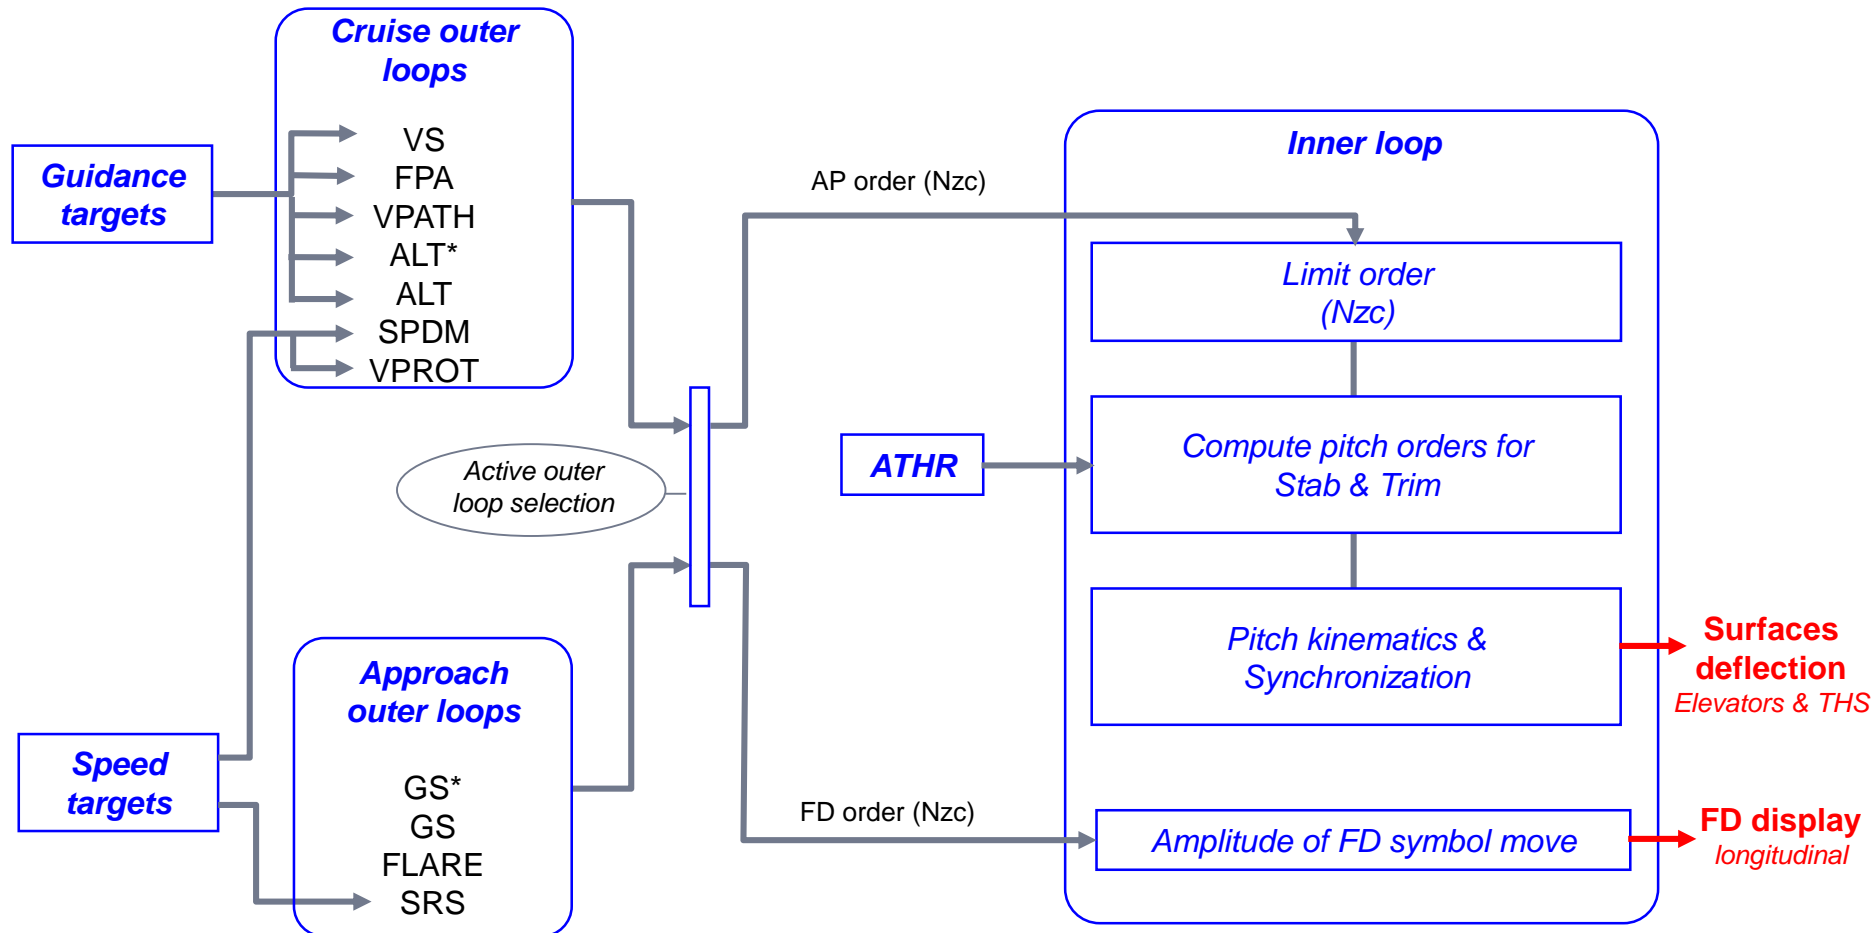 Cruise outer
loops
VS
FPA
VPATH
ALT*
ALT
SPDM
VPROT
Guidance
targets
Speed
targets
Approach
outer loops
GS*
GS
FLARE
SRS
Active outer
loop selection
AP order (Nzc)
FD order (Nzc)
ATHR
Inner loop
Limit order
(Nzc)
Compute pitch orders for
Stab & Trim
Pitch kinematics &
Synchronization
Amplitude of FD symbol move
Surfaces
deflection
Elevators & THS
FD display
longitudinal